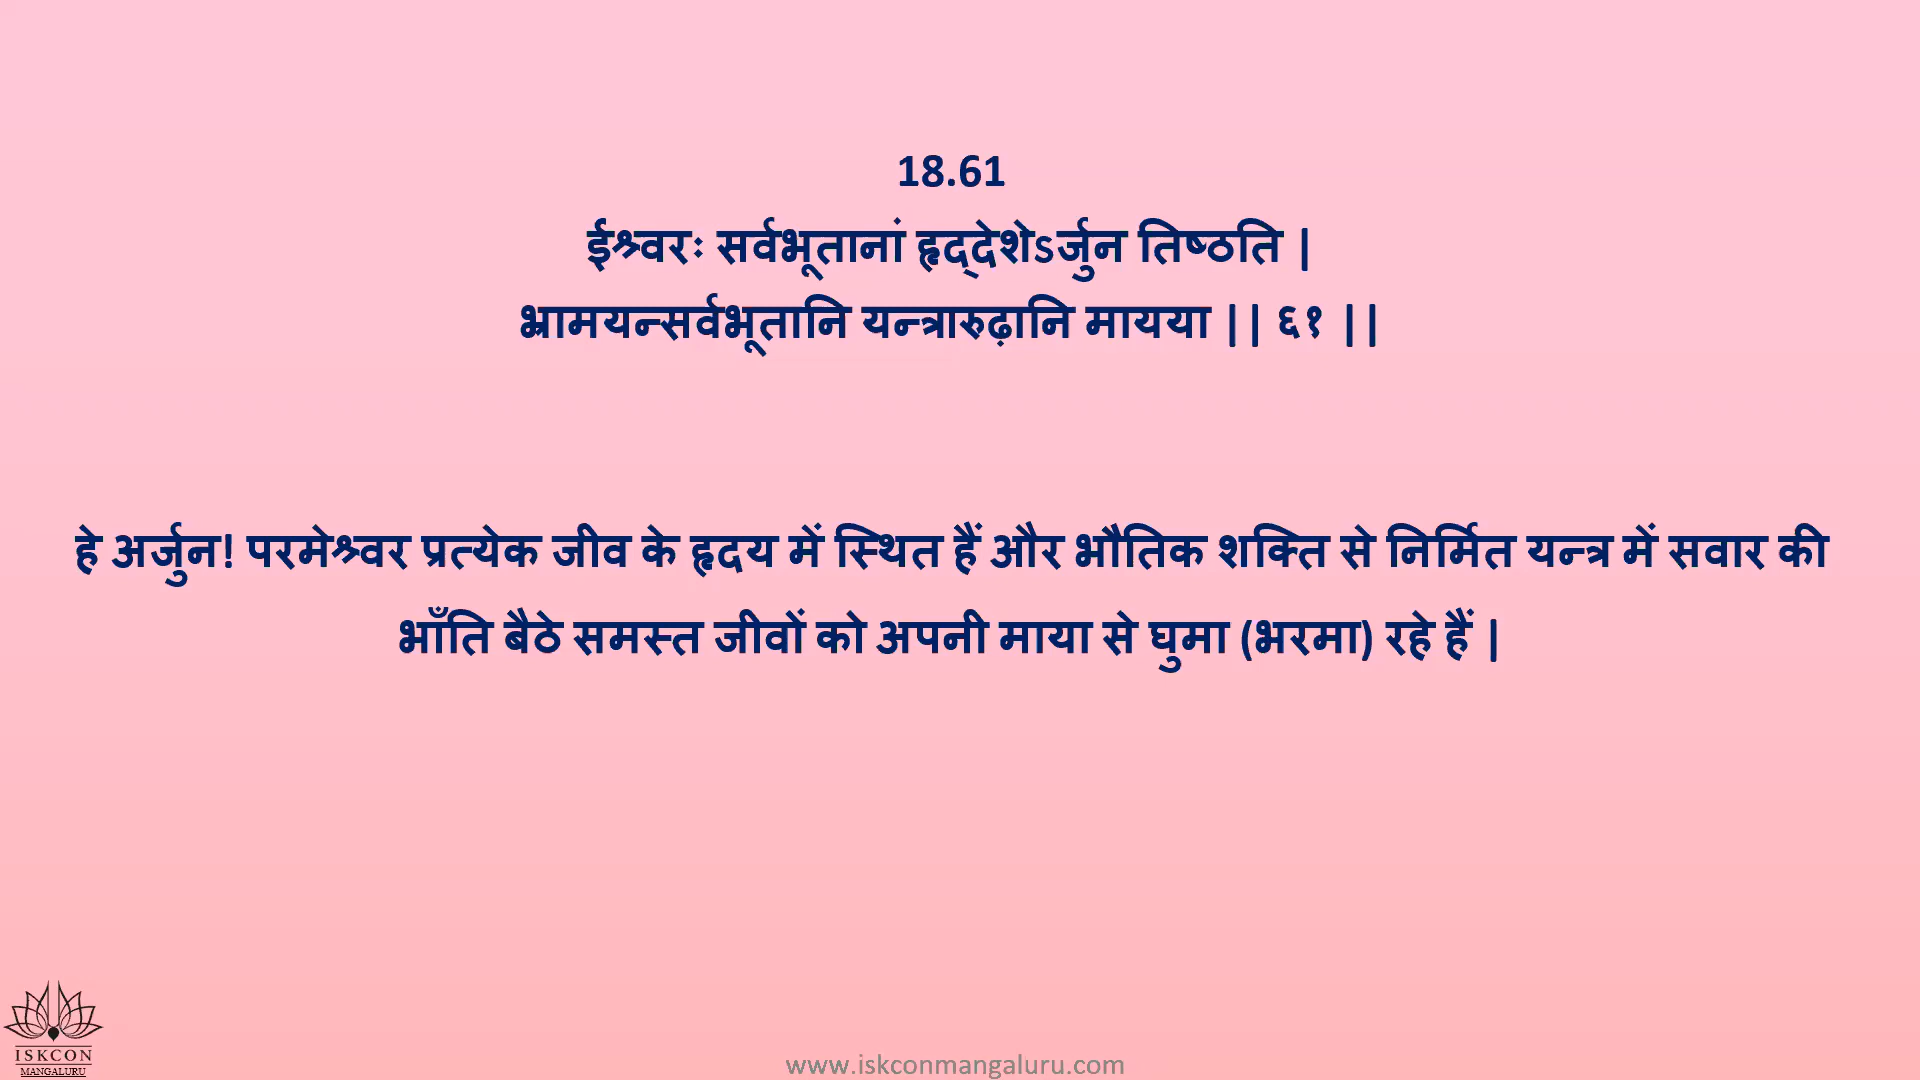 18.61
ईश्र्वरः सर्वभूतानां हृद्देशेSर्जुन तिष्ठति |
भ्रामयन्सर्वभूतानि यन्त्रारुढ़ानि मायया || ६१ ||
हे अर्जुन! परमेश्र्वर प्रत्येक जीव के हृदय में स्थित हैं और भौतिक शक्ति से निर्मित यन्त्र में सवार की
भाँति बैठे समस्त जीवों को अपनी माया से घुमा (भरमा) रहे हैं |
ISKCON
MANGALURU
www.iskconmangaluru.com